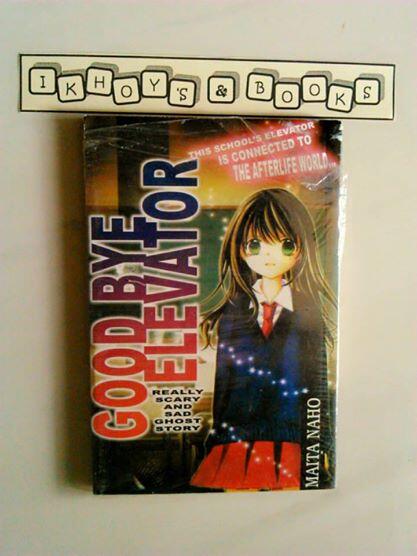 IKHOY'S & BOOKS
THIS SCHOOL'S ELEVATOR
IS CONNECTED TO
THE AFTERLIFE WORLD...
GOOD BYE
ELEVATOR
REALLY
SCARY
AND
SAD
GHOST
STORY
MAITA NAHO